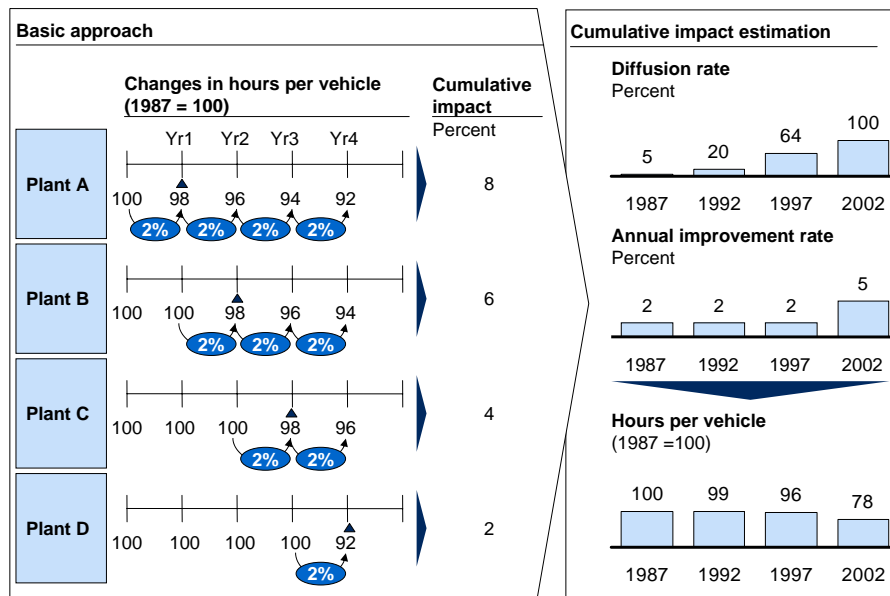 Basic approach
Changes in hours per vehicle
(1987 = 100)
Cumulative
impact
Percent
Yr1 Yr2 Yr3 Yr4
Plant A
100 98 96 94 92
2% 2% 2% 2%
8
Plant B
100 100 98 96 94
2% 2% 2%
6
Plant C
100 100 100 98 96
2% 2%
4
Plant D
100 100 100 100 92
2%
2
Cumulative impact estimation
Diffusion rate
Percent
5 20 64 100
1987 1992 1997 2002
Annual improvement rate
Percent
2 2 2 5
1987 1992 1997 2002
Hours per vehicle
(1987 =100)
100 99 96 78
1987 1992 1997 2002